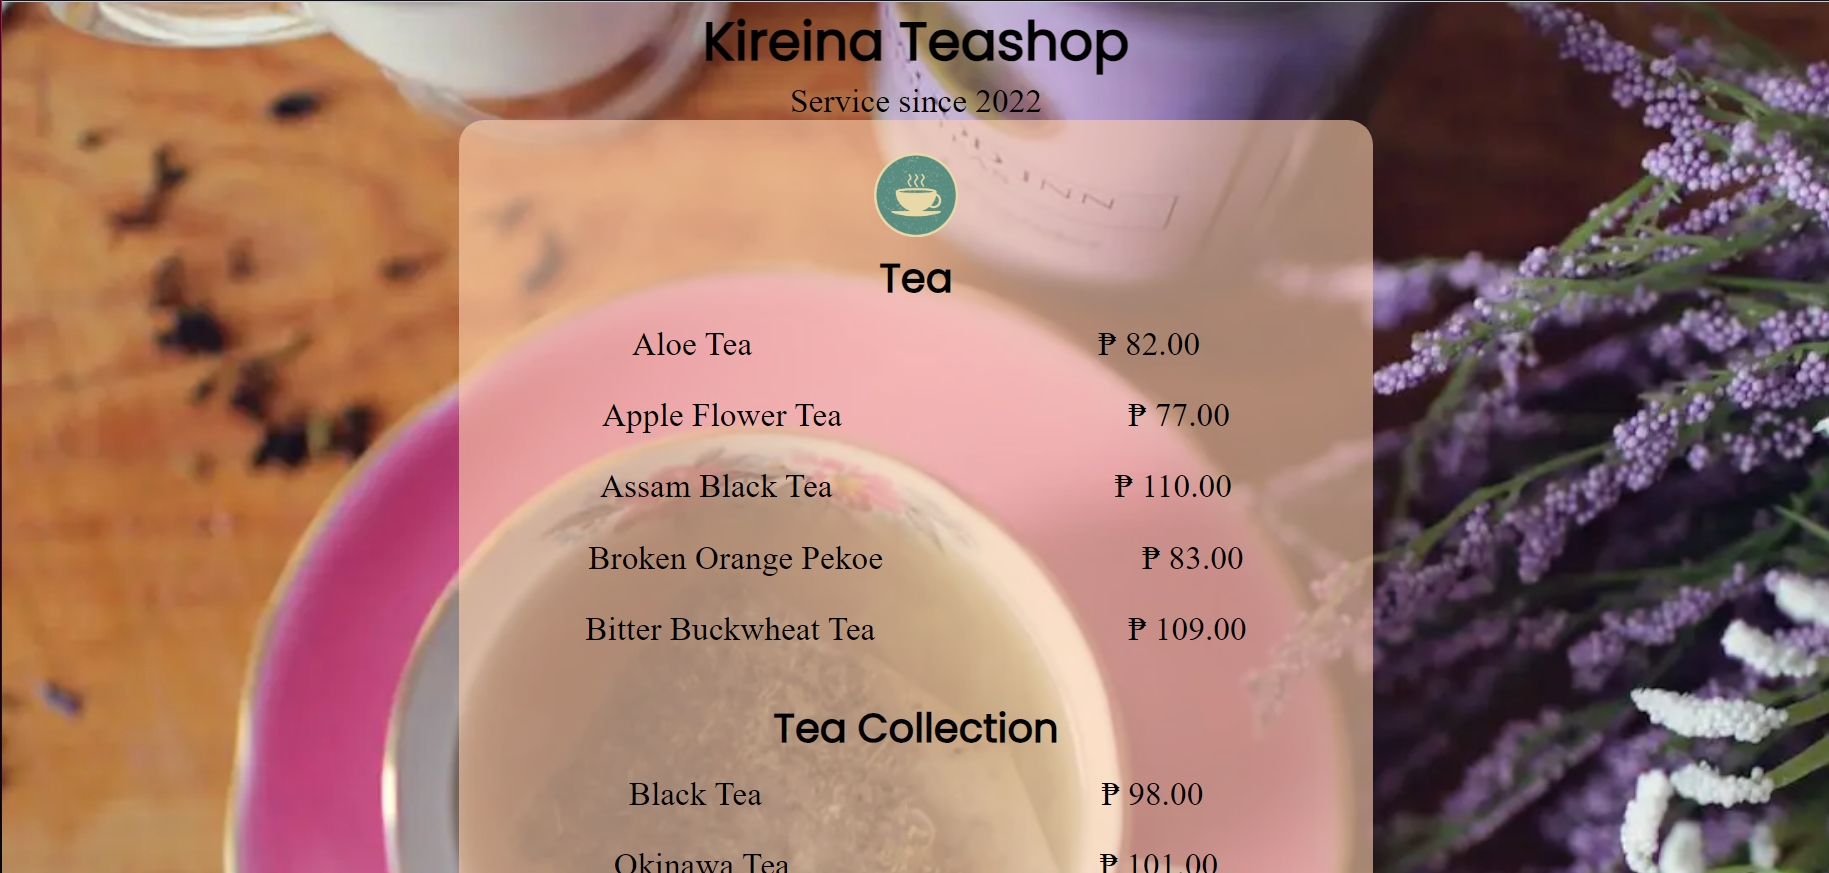 Kireina Teashop
Service since 2022
INN
Tea
Aloe Tea ₱ 82.00
Apple Flower Tea ₱ 77.00
Assam Black Tea ₱ 110.00
Broken Orange Pekoe ₱ 83.00
Bitter Buckwheat Tea ₱ 109.00
Tea Collection
Black Tea ₱ 98.00
Okinawa Tea ₱ 101.00